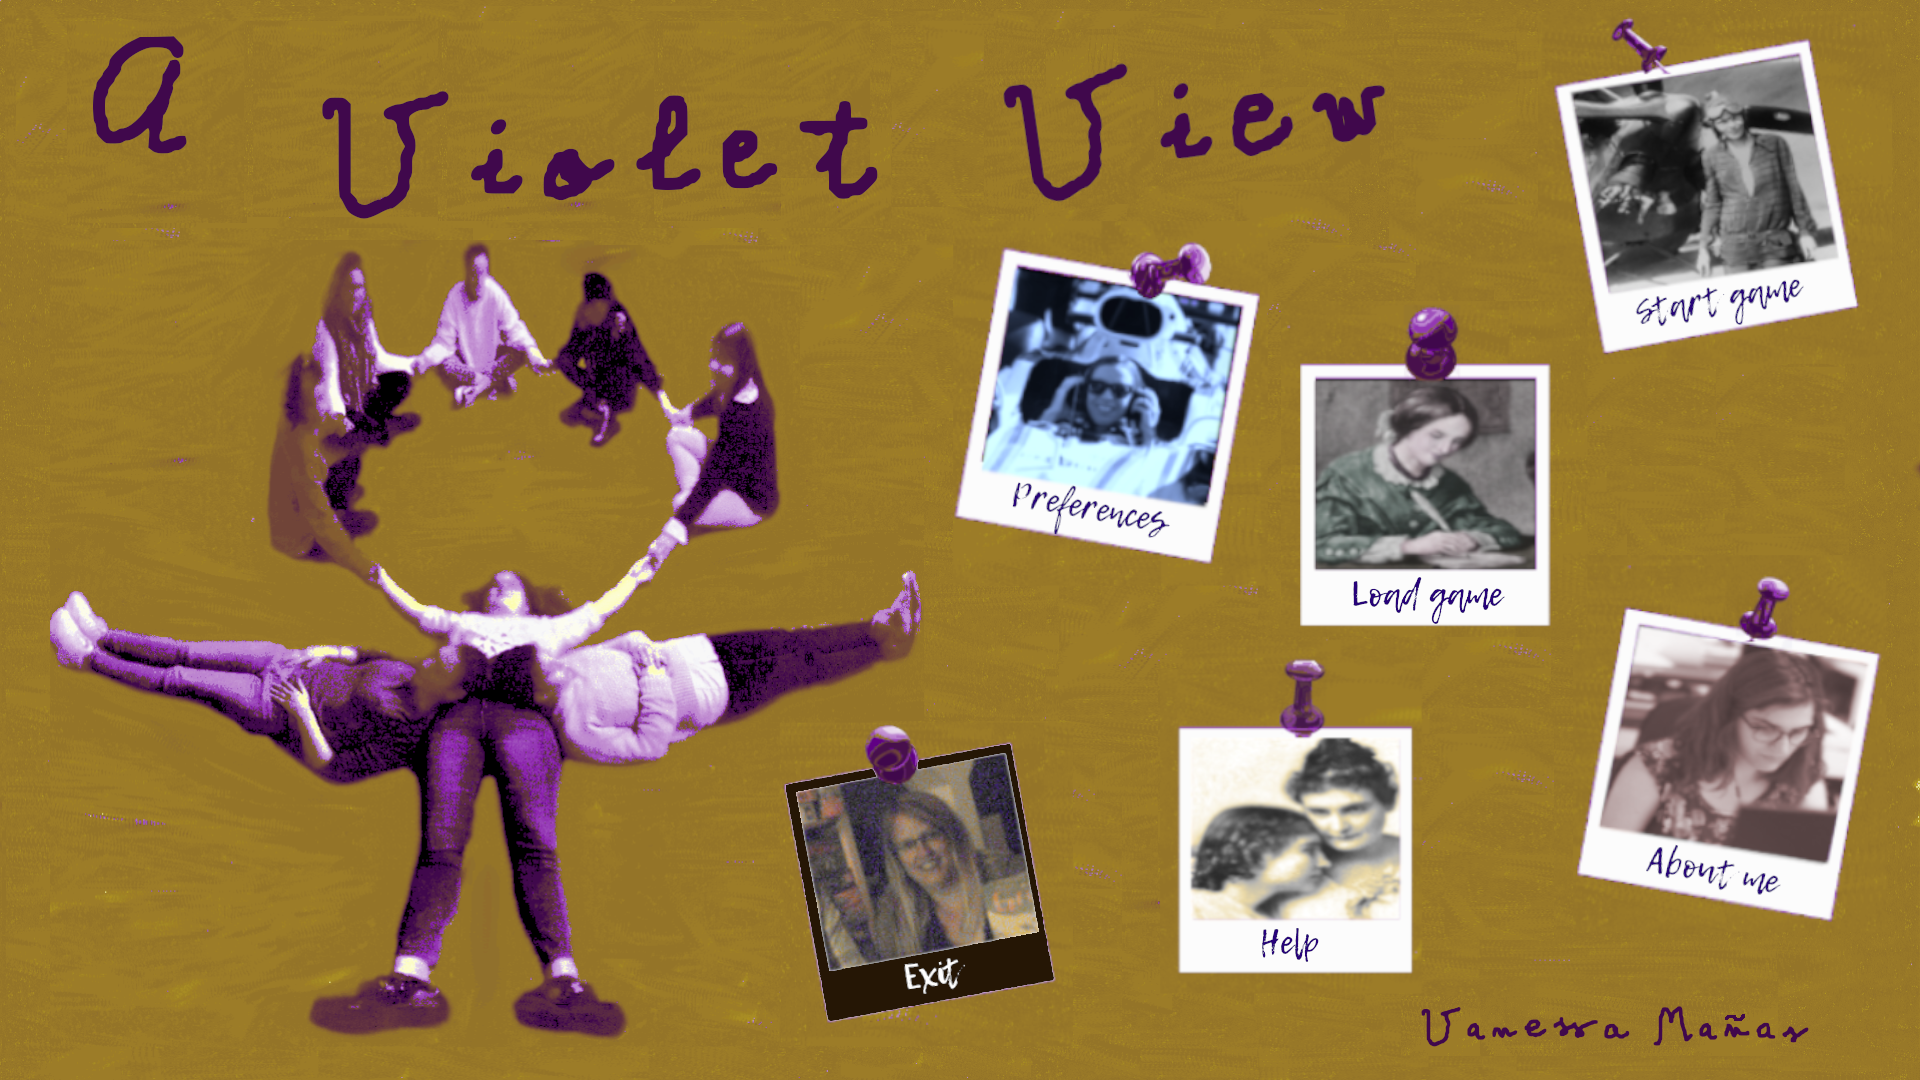 A Violet View
Start game
Preferences
Load game
About me
Help
Exit
Vanessa Mañas